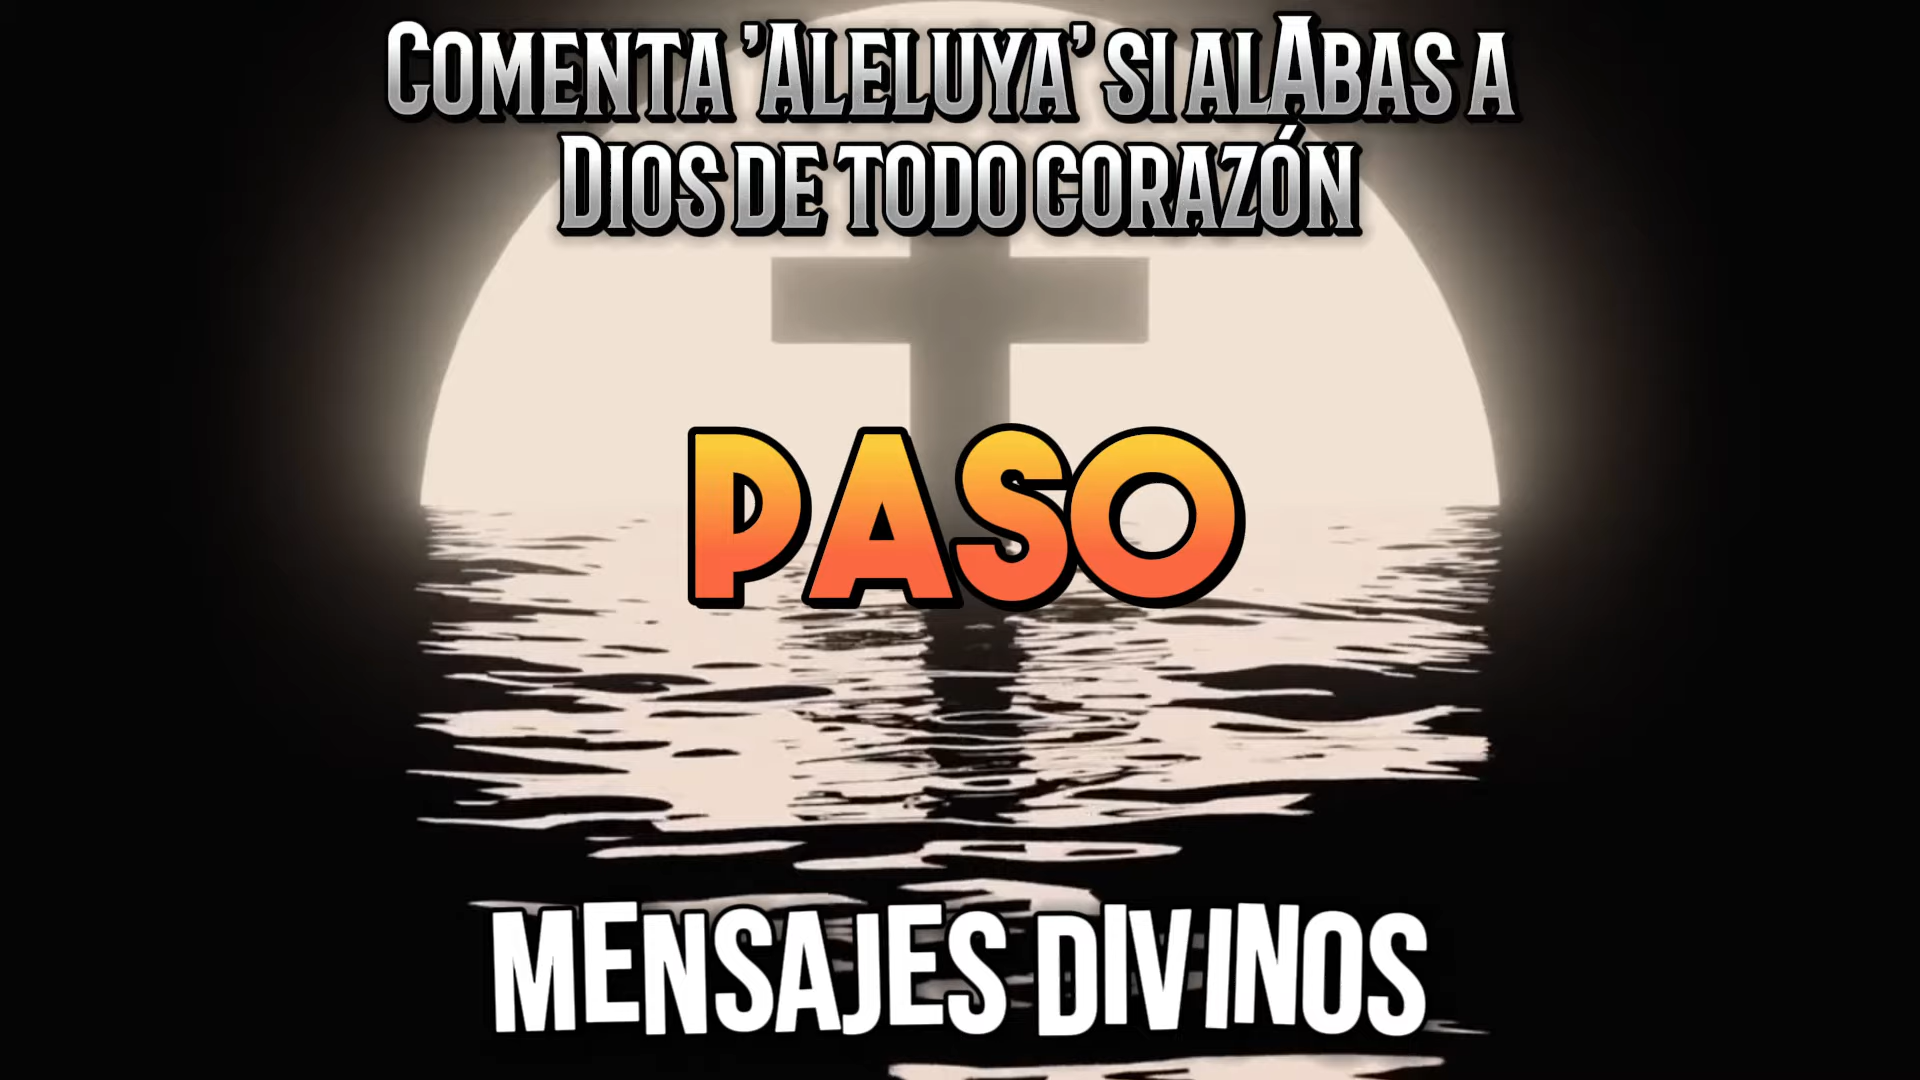 Comenta 'Aleluya' si alAbas a
Dios de todo corazón
PASO
MENSAJES DIVINOS